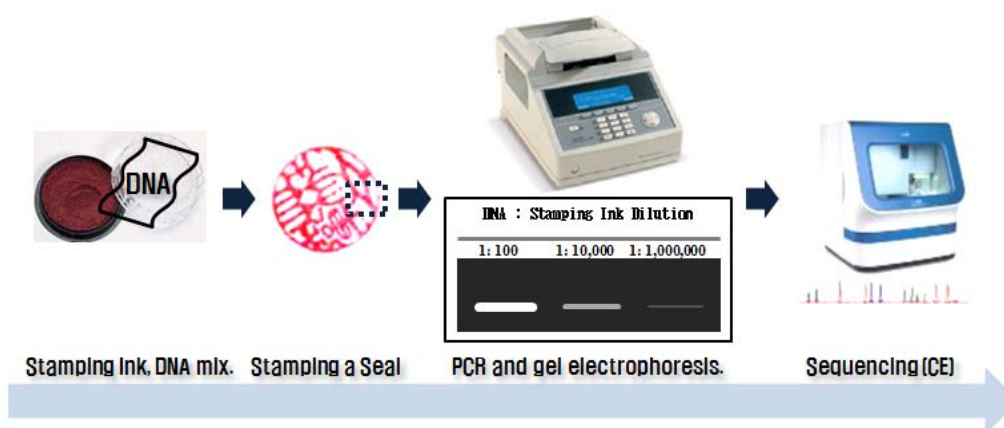 DNA
DNA : Stamping Ink Dilution
1:100 1:10,000 1:1,000,000
Stamping Ink, DNA mix. Stamping a Seal PCR and gel electrophoresis. Sequencing (CE)